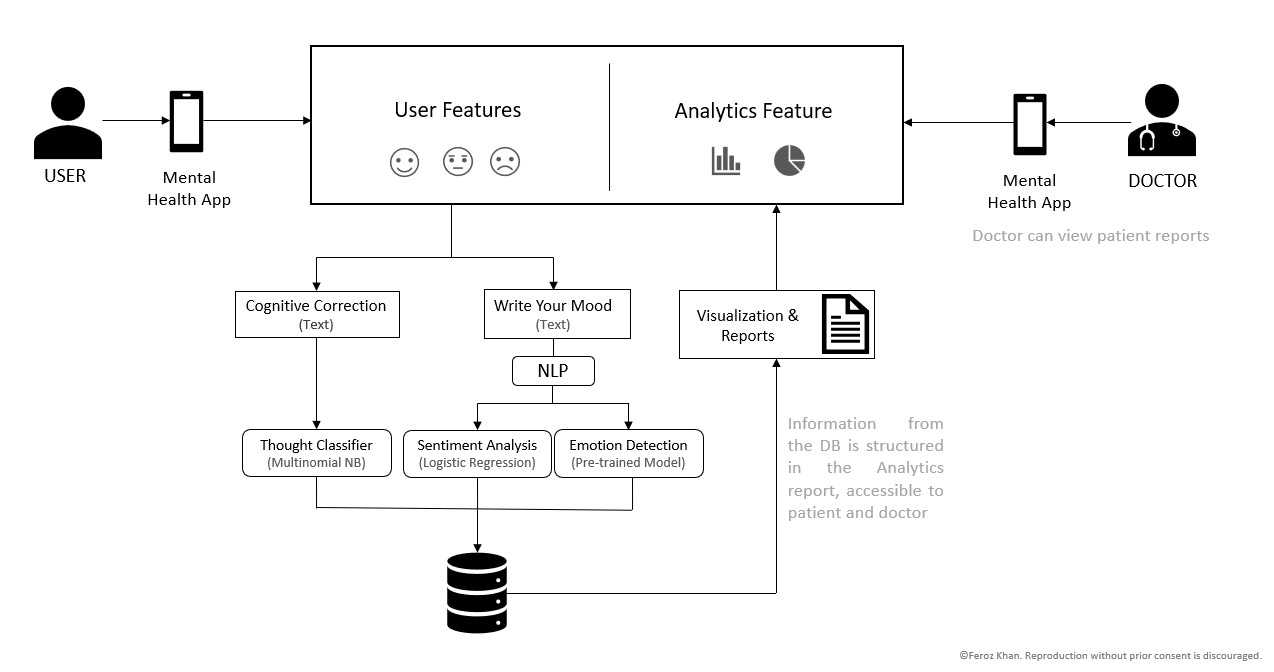 User Features
Analytics Feature
USER
Mental
Health App
Mental
Health App
DOCTOR
Doctor can view patient reports
Cognitive Correction
(Text)
Write Your Mood
(Text)
Visualization &
Reports
NLP
Thought Classifier
(Multinomial NB)
Sentiment Analysis
(Logistic Regression)
Emotion Detection
(Pre-trained Model)
Information from
the DB is structured
in the Analytics
report, accessible to
patient and doctor
©Feroz Khan. Reproduction without prior consent is discouraged.